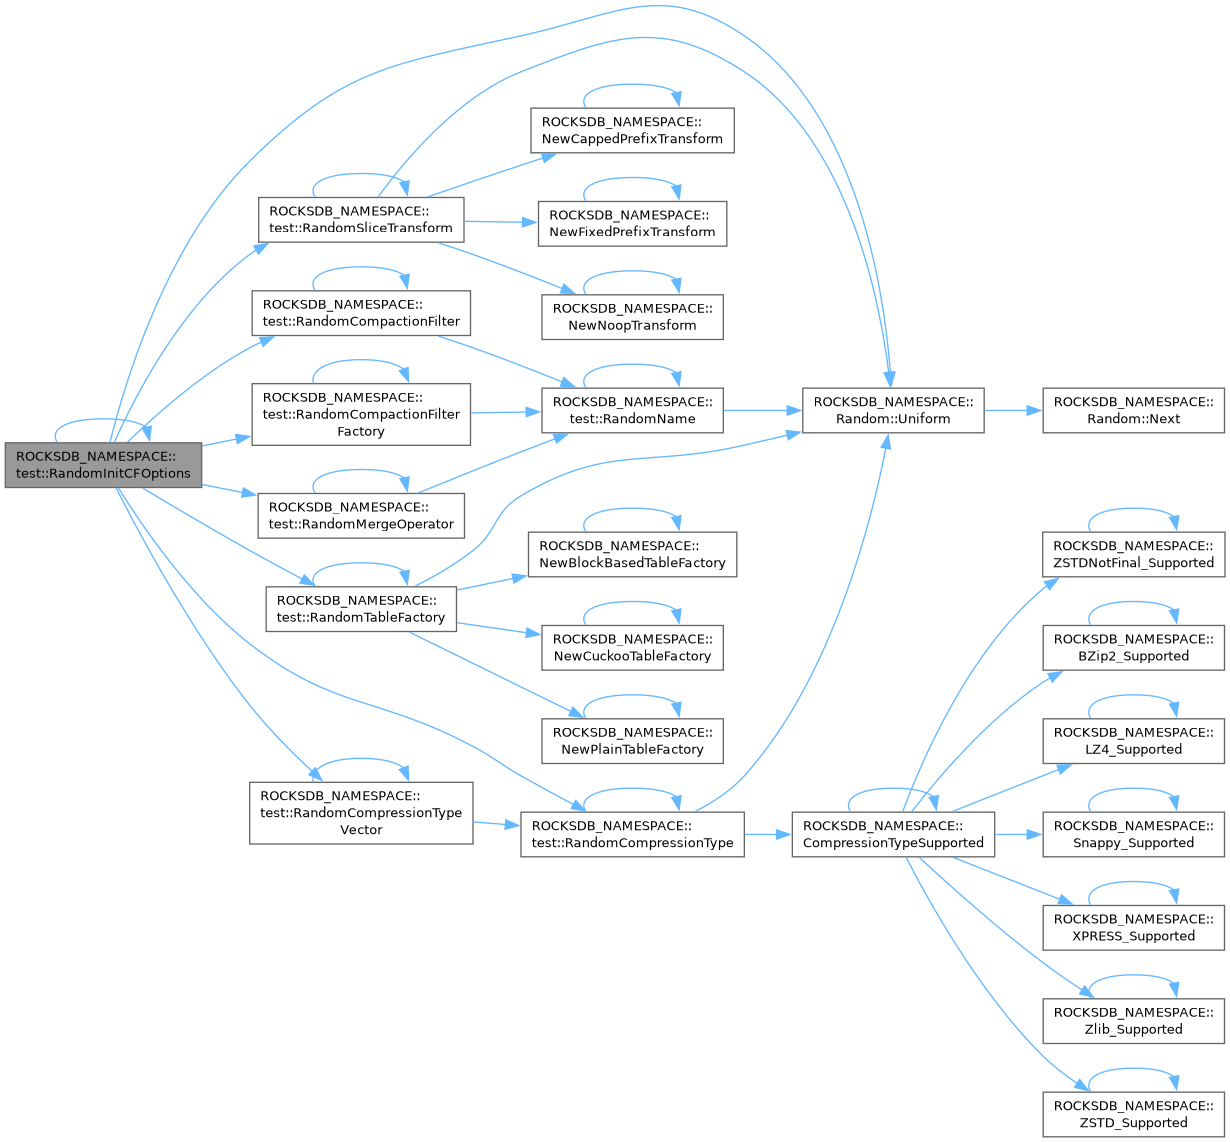 ROCKSDB_NAMESPACE::
test::RandomInitCFOptions
ROCKSDB_NAMESPACE::
test::RandomSliceTransform
ROCKSDB_NAMESPACE::
test::RandomCompactionFilter
ROCKSDB_NAMESPACE::
test::RandomCompactionFilter
Factory
ROCKSDB_NAMESPACE::
test::RandomMergeOperator
ROCKSDB_NAMESPACE::
test::RandomTableFactory
ROCKSDB_NAMESPACE::
test::RandomCompressionType
Vector
ROCKSDB_NAMESPACE::
NewCappedPrefixTransform
ROCKSDB_NAMESPACE::
NewFixedPrefixTransform
ROCKSDB_NAMESPACE::
NewNoopTransform
ROCKSDB_NAMESPACE::
test::RandomName
ROCKSDB_NAMESPACE::
NewBlockBasedTableFactory
ROCKSDB_NAMESPACE::
NewCuckooTableFactory
ROCKSDB_NAMESPACE::
NewPlainTableFactory
ROCKSDB_NAMESPACE::
test::RandomCompressionType
ROCKSDB_NAMESPACE::
Random::Uniform
ROCKSDB_NAMESPACE::
CompressionTypeSupported
ROCKSDB_NAMESPACE::
Random::Next
ROCKSDB_NAMESPACE::
ZSTDNotFinal_Supported
ROCKSDB_NAMESPACE::
BZip2_Supported
ROCKSDB_NAMESPACE::
LZ4_Supported
ROCKSDB_NAMESPACE::
Snappy_Supported
ROCKSDB_NAMESPACE::
XPRESS_Supported
ROCKSDB_NAMESPACE::
Zlib_Supported
ROCKSDB_NAMESPACE::
ZSTD_Supported